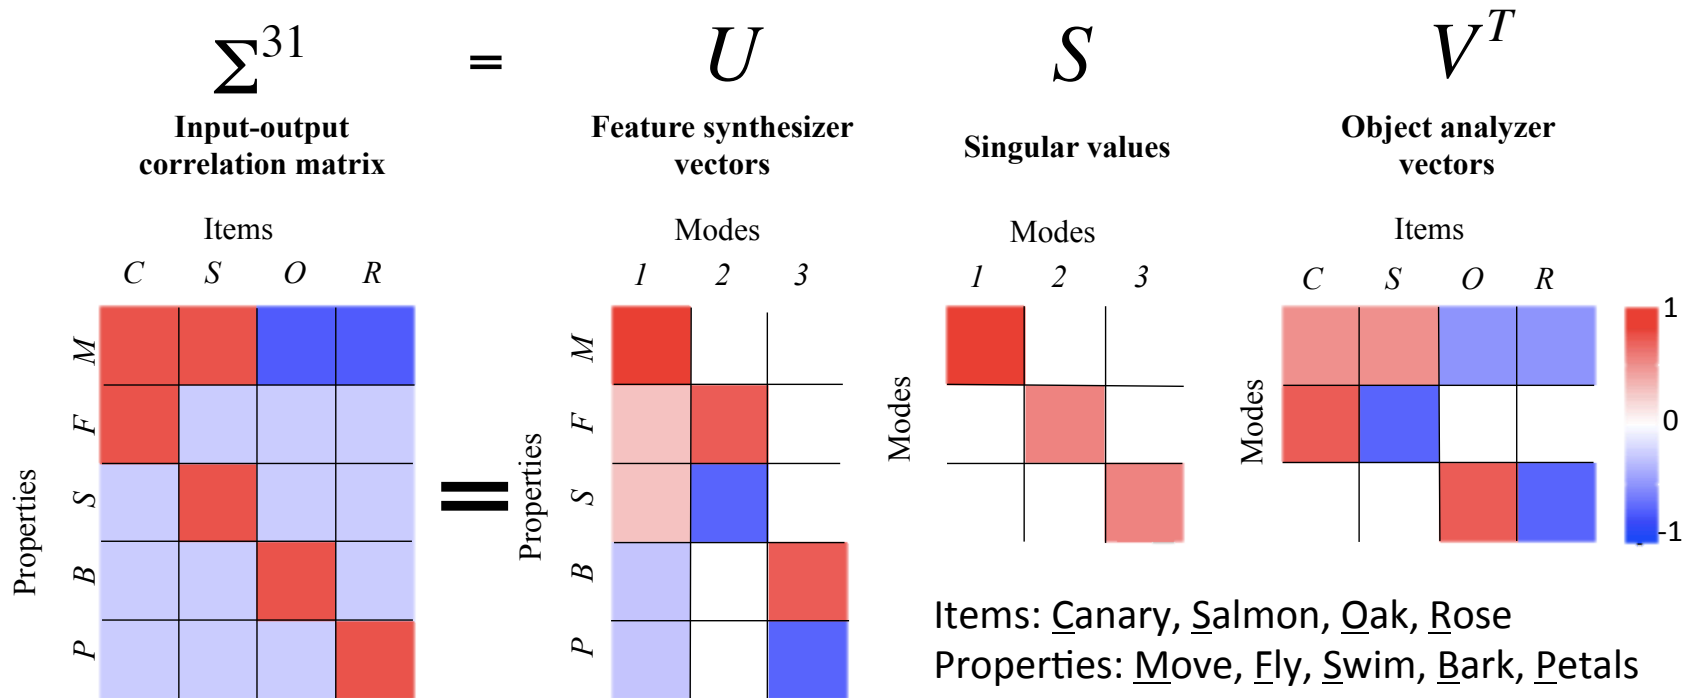 Σ³¹ = U S Vᵀ
Input-output
correlation matrix
Feature synthesizer
vectors
Singular values
Object analyzer
vectors
Items
C S O R
Properties
M
F
S
B
P
=
Modes
1 2 3
Properties
M
F
S
B
P
Modes
1 2 3
Modes
Items
C S O R
Modes
1
0
-1
Items: Canary, Salmon, Oak, Rose
Properties: Move, Fly, Swim, Bark, Petals